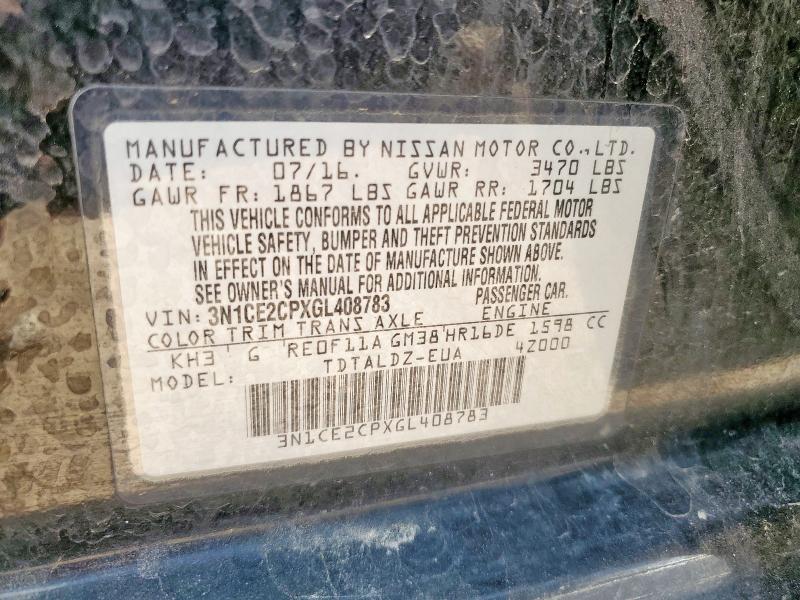 MANUFACTURED BY NISSAN MOTOR CO., LTD.
DATE: 07/16. GVWR: 3470 LBS
GAWR FR: 1867 LBS GAWR RR: 1704 LBS
THIS VEHICLE CONFORMS TO ALL APPLICABLE FEDERAL MOTOR
VEHICLE SAFETY, BUMPER AND THEFT PREVENTION STANDARDS
IN EFFECT ON THE DATE OF MANUFACTURE SHOWN ABOVE.
SEE OWNER'S MANUAL FOR ADDITIONAL INFORMATION.
VIN: 3N1CE2CPXGL408783 PASSENGER CAR.
COLOR TRIM TRANS AXLE ENGINE
KH3 G RE0F11A GM38 HR16DE 1598 CC
MODEL: TDTALDZ-EUA 4Z000
3N1CE2CPXGL408783